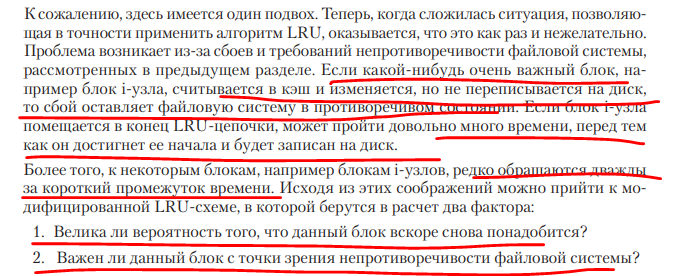 К сожалению, здесь имеется один подвох. Теперь, когда сложилась ситуация, позволяю-
щая в точности применить алгоритм LRU, оказывается, что это как раз и нежелательно.
Проблема возникает из-за сбоев и требований непротиворечивости файловой системы,
рассмотренных в предыдущем разделе. Если какой-нибудь очень важный блок, на-
пример блок i-узла, считывается в кэш и изменяется, но не переписывается на диск,
то сбой оставляет файловую систему в противоречивом состоянии. Если блок i-узла
помещается в конец LRU-цепочки, может пройти довольно много времени, перед тем
как он достигнет ее начала и будет записан на диск.
Более того, к некоторым блокам, например блокам i-узлов, редко обращаются дважды
за короткий промежуток времени. Исходя из этих соображений можно прийти к мо-
дифицированной LRU-схеме, в которой берутся в расчет два фактора:
1. Велика ли вероятность того, что данный блок вскоре снова понадобится?
2. Важен ли данный блок с точки зрения непротиворечивости файловой системы?